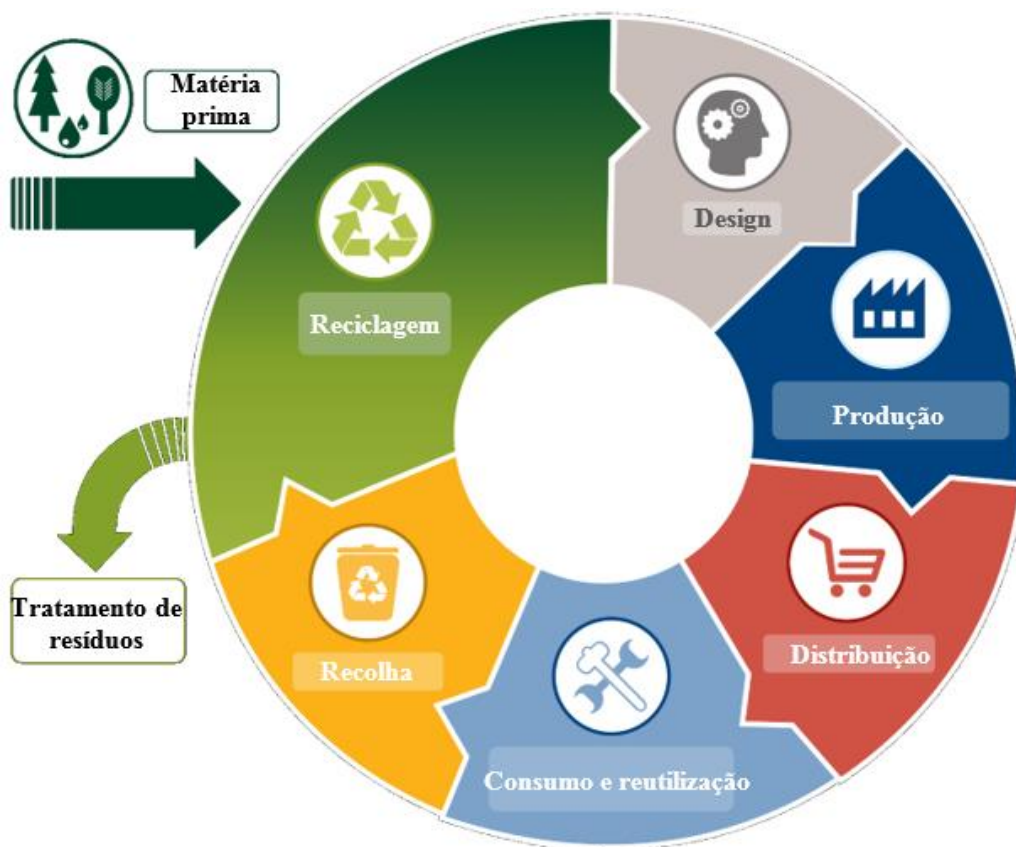 Matéria
prima
Design
Reciclagem
Produção
Tratamento de
resíduos
Recolha
Distribuição
Consumo e reutilização